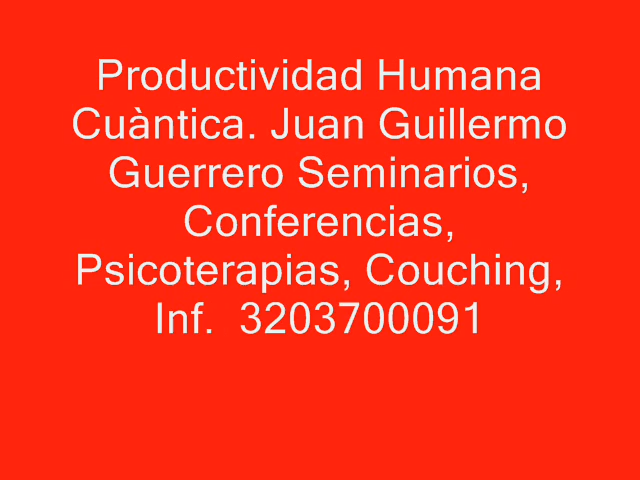 Productividad Humana
Cuàntica. Juan Guillermo
Guerrero Seminarios,
Conferencias,
Psicoterapias, Couching,
Inf.  3203700091